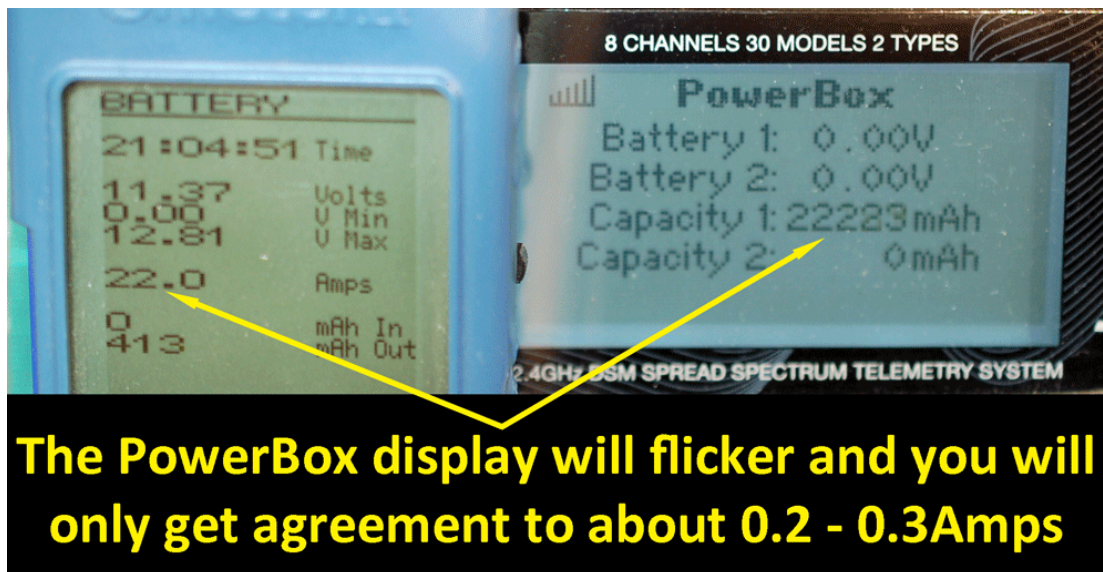 BATTERY
21:04:51 Time
11.37 Volts
0.00 V Min
12.81 V Max
22.0 Amps
0 mAh In
413 mAh Out
8 CHANNELS 30 MODELS 2 TYPES
PowerBox
Battery 1: 0.00V
Battery 2: 0.00V
Capacity 1: 22283mAh
Capacity 2: 0mAh
2.4GHz DSM SPREAD SPECTRUM TELEMETRY SYSTEM
The PowerBox display will flicker and you will
only get agreement to about 0.2 - 0.3Amps